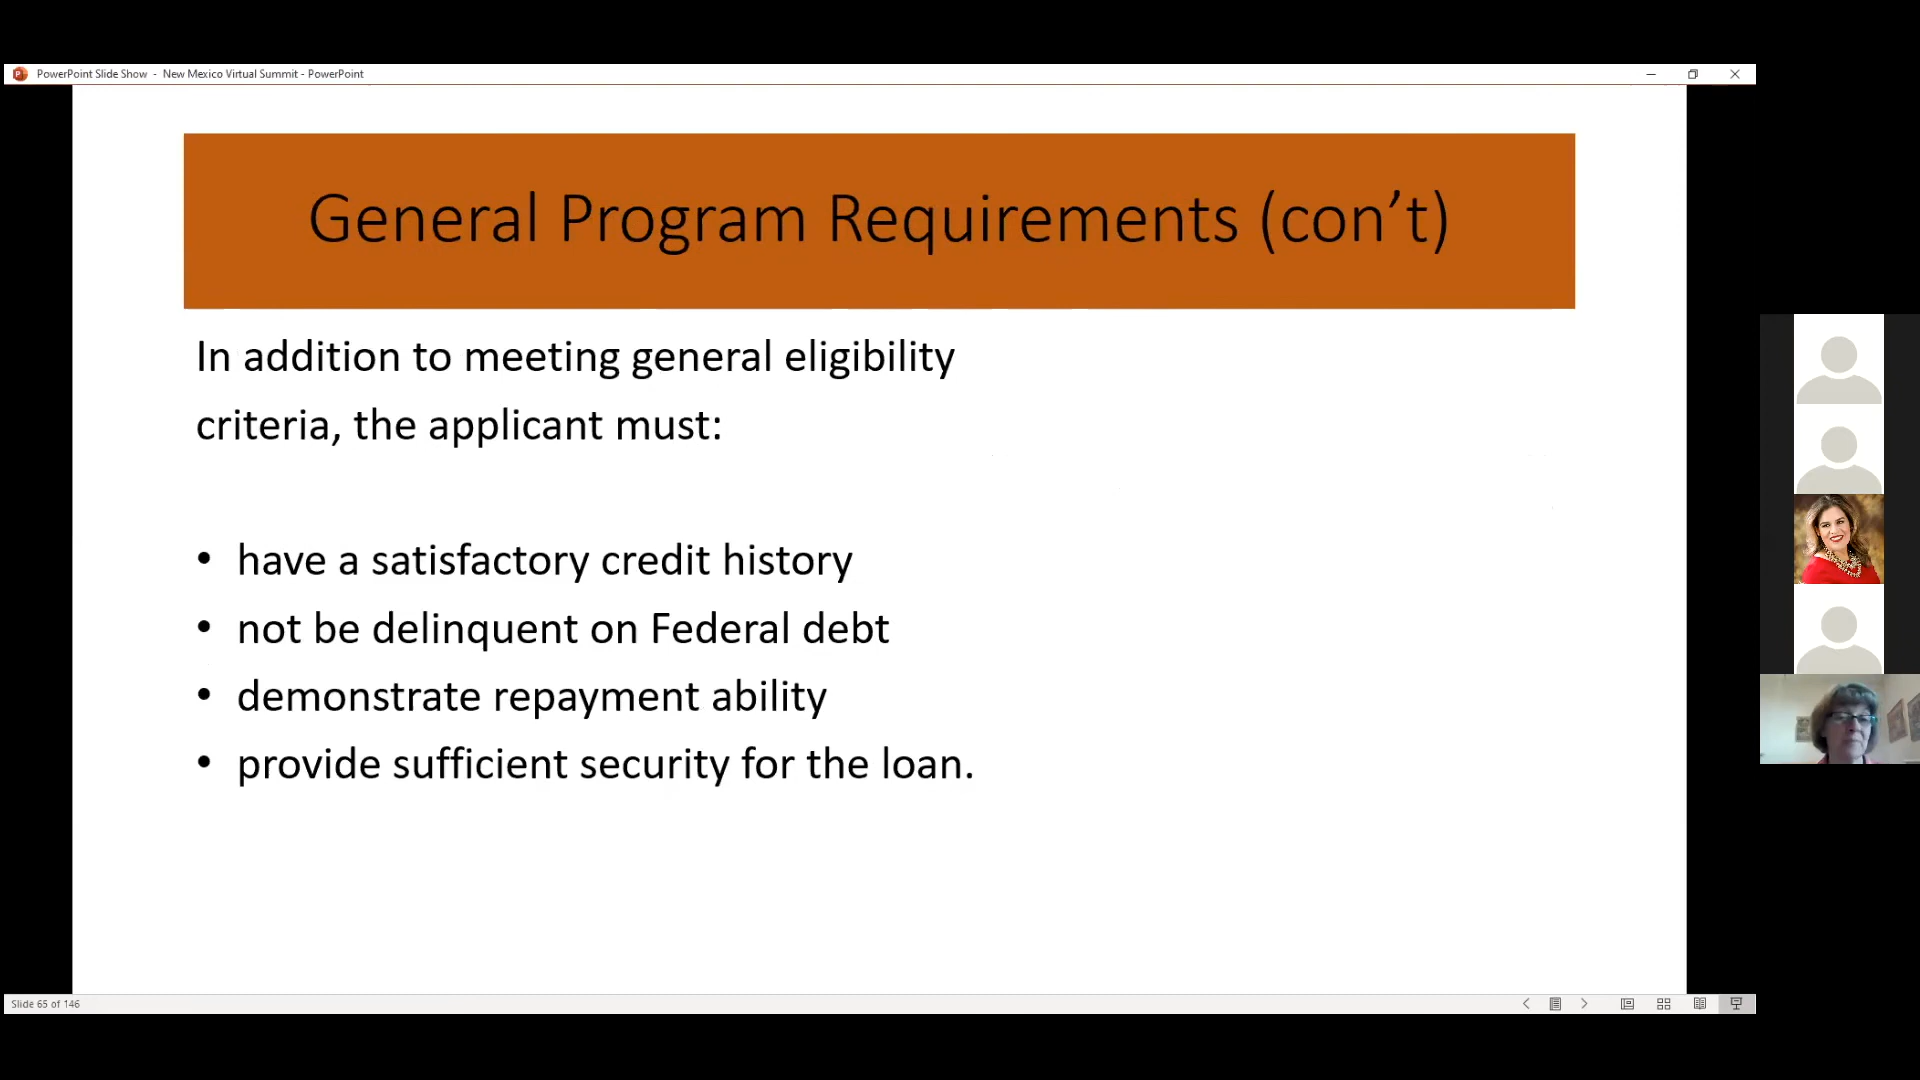 PowerPoint Slide Show - New Mexico Virtual Summit - PowerPoint
General Program Requirements (con’t)
In addition to meeting general eligibility
criteria, the applicant must:
• have a satisfactory credit history
• not be delinquent on Federal debt
• demonstrate repayment ability
• provide sufficient security for the loan.
Slide 65 of 146